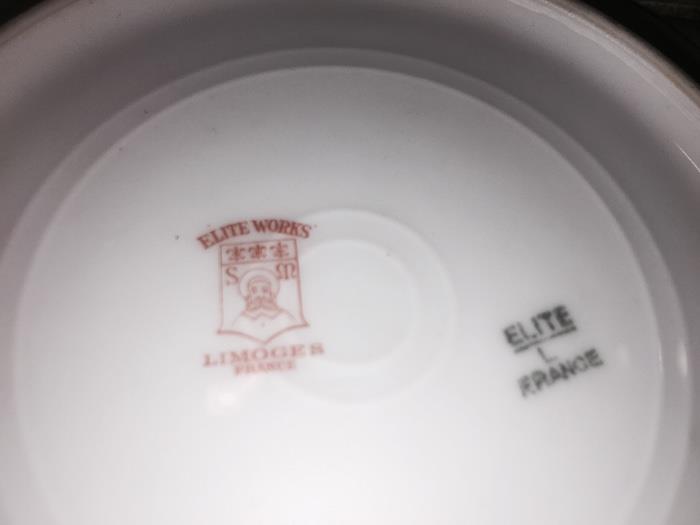 ELITE WORKS
S M
LIMOGES
FRANCE
ELITE
L
FRANCE